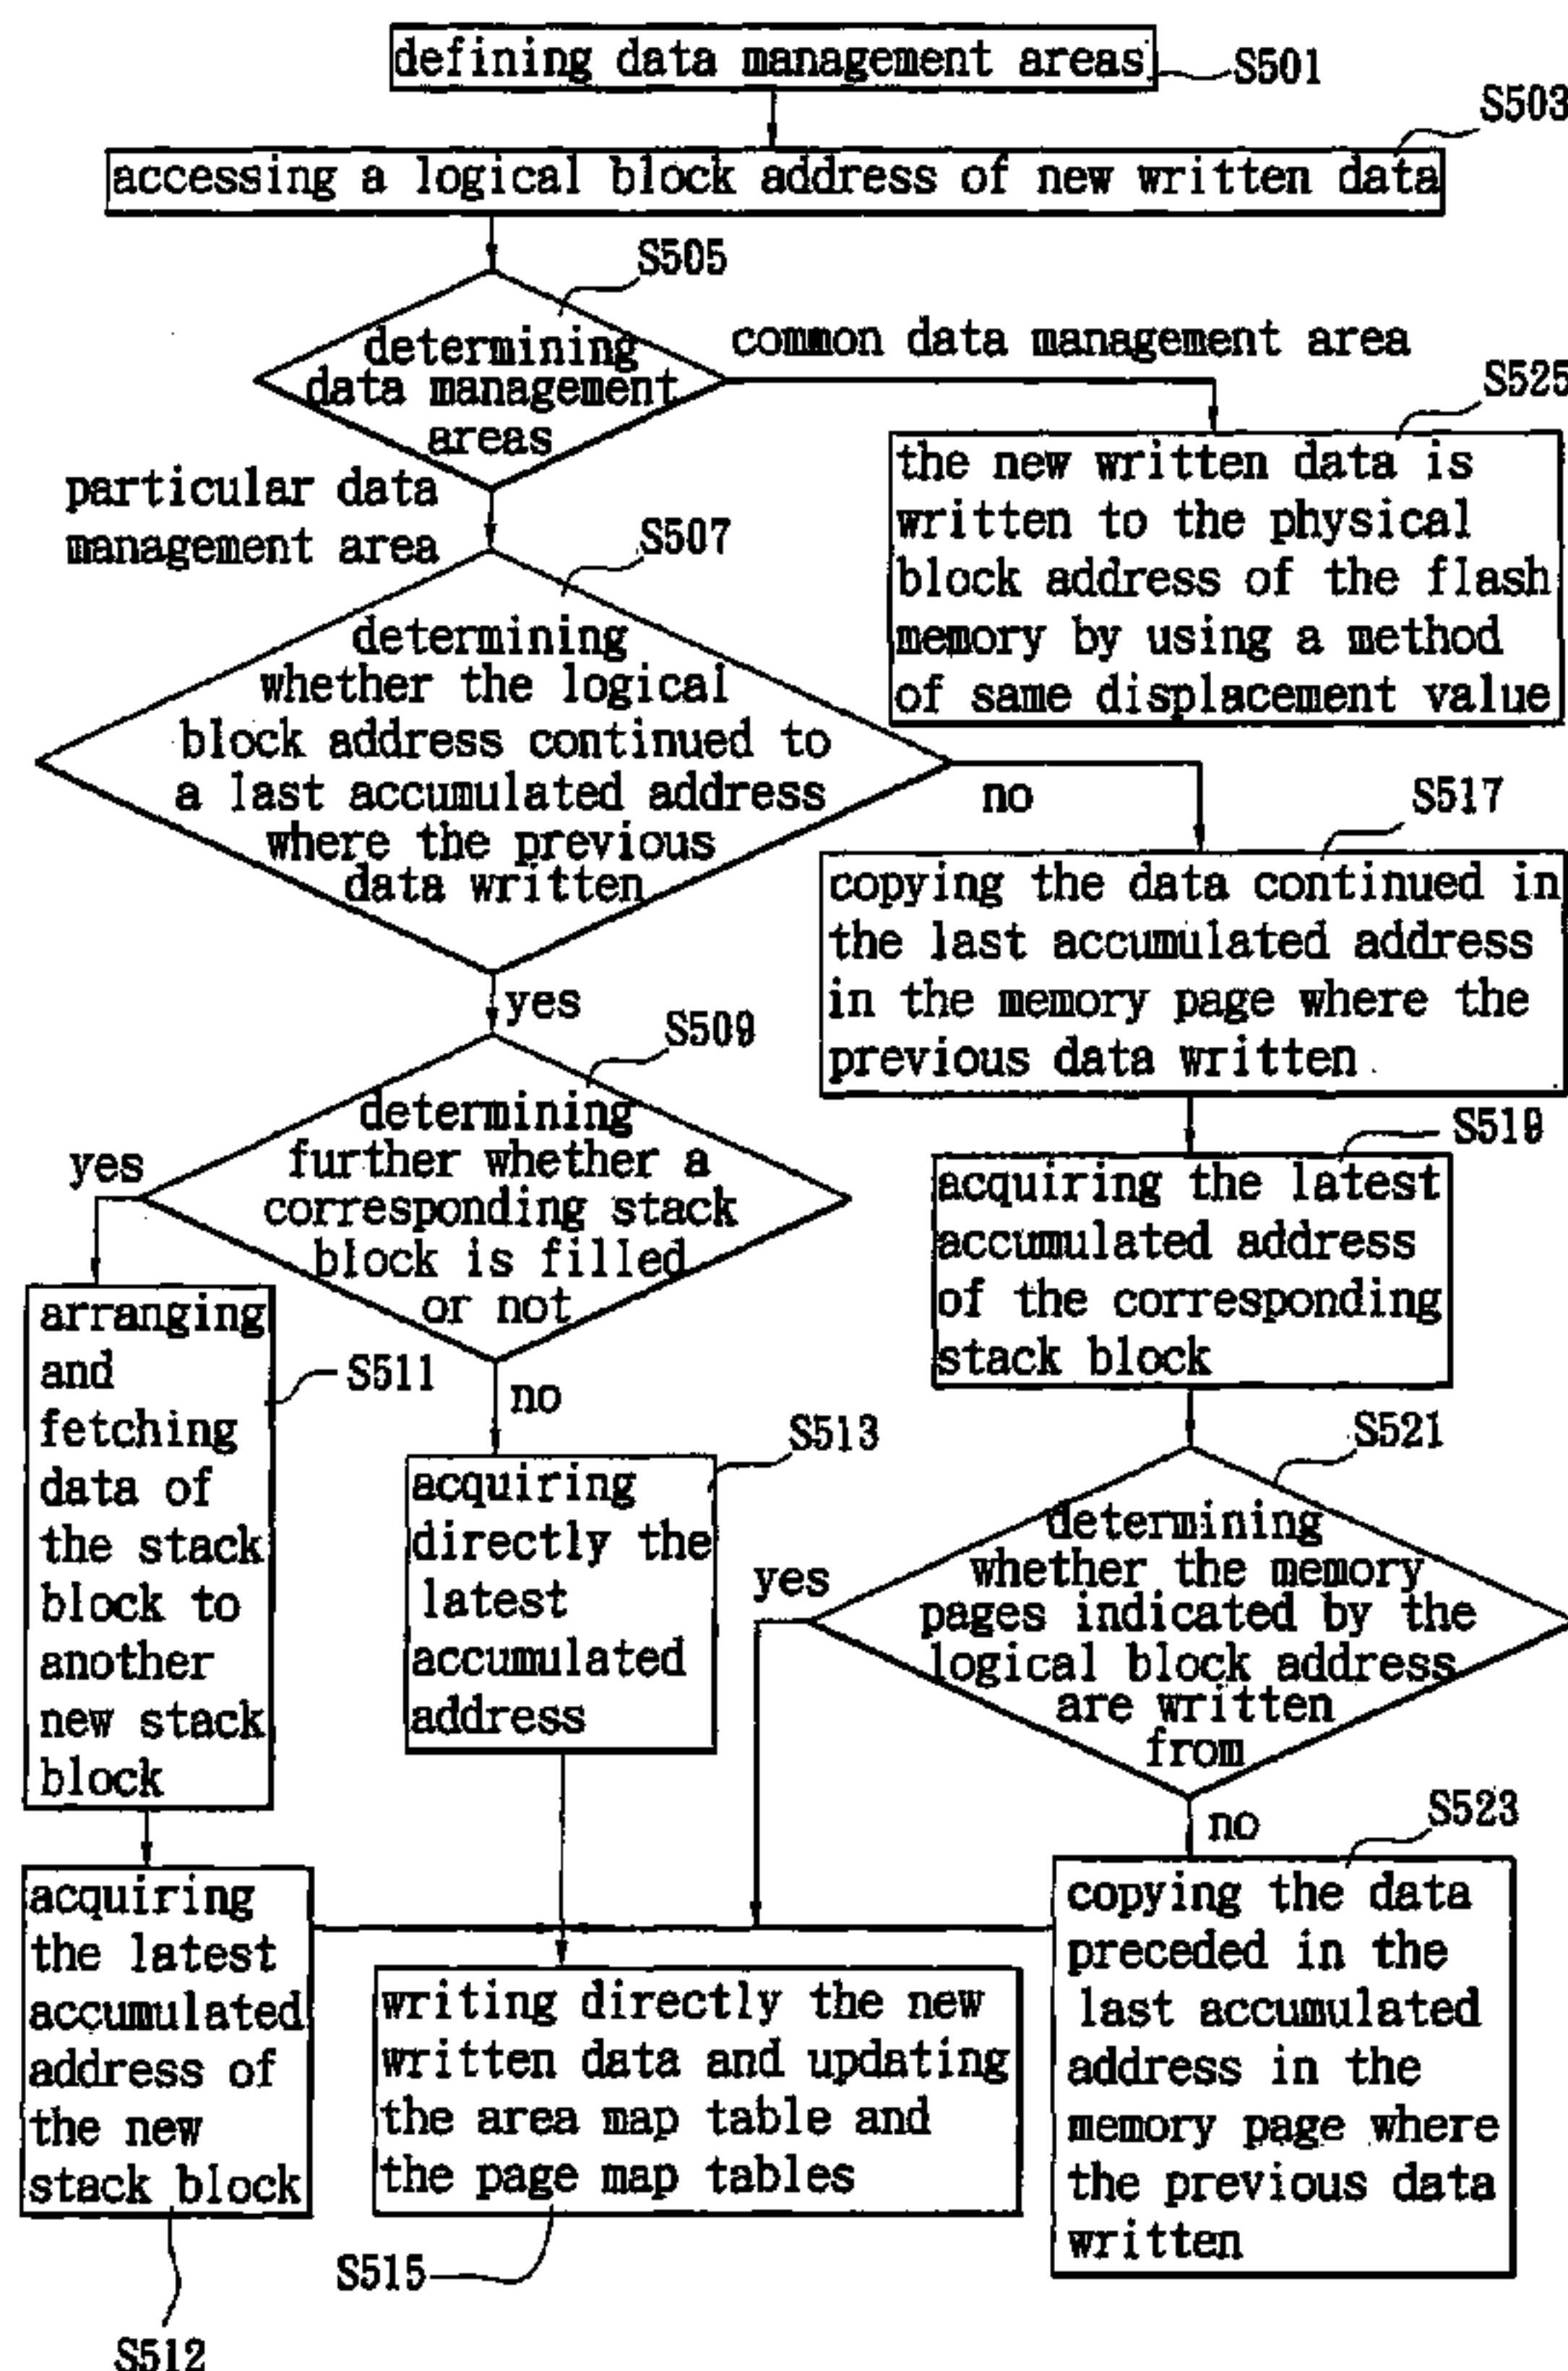 defining data management areas
S501
S503
accessing a logical block address of new written data
S505
determining
data management
areas
common data management area
S525
particular data
management area
the new written data is
written to the physical
block address of the flash
memory by using a method
of same displacement value
S507
determining
whether the logical
block address continued to
a last accumulated address
where the previous
data written
no
S517
copying the data continued in
the last accumulated address
in the memory page where the
previous data written
yes
S509
determining
further whether a
corresponding stack
block is filled
or not
yes
S519
acquiring the latest
accumulated address
of the corresponding
stack block
arranging
and
fetching
data of
the stack
block to
another
new stack
block
S511
no
S513
acquiring
directly the
latest
accumulated
address
S521
determining
whether the memory
pages indicated by the
logical block address
are written
from
yes
no
S523
acquiring
the latest
accumulated
address of
the new
stack block
S512
writing directly the new
written data and updating
the area map table and
the page map tables
S515
copying the data
preceded in the
last accumulated
address in the
memory page where
the previous data
written